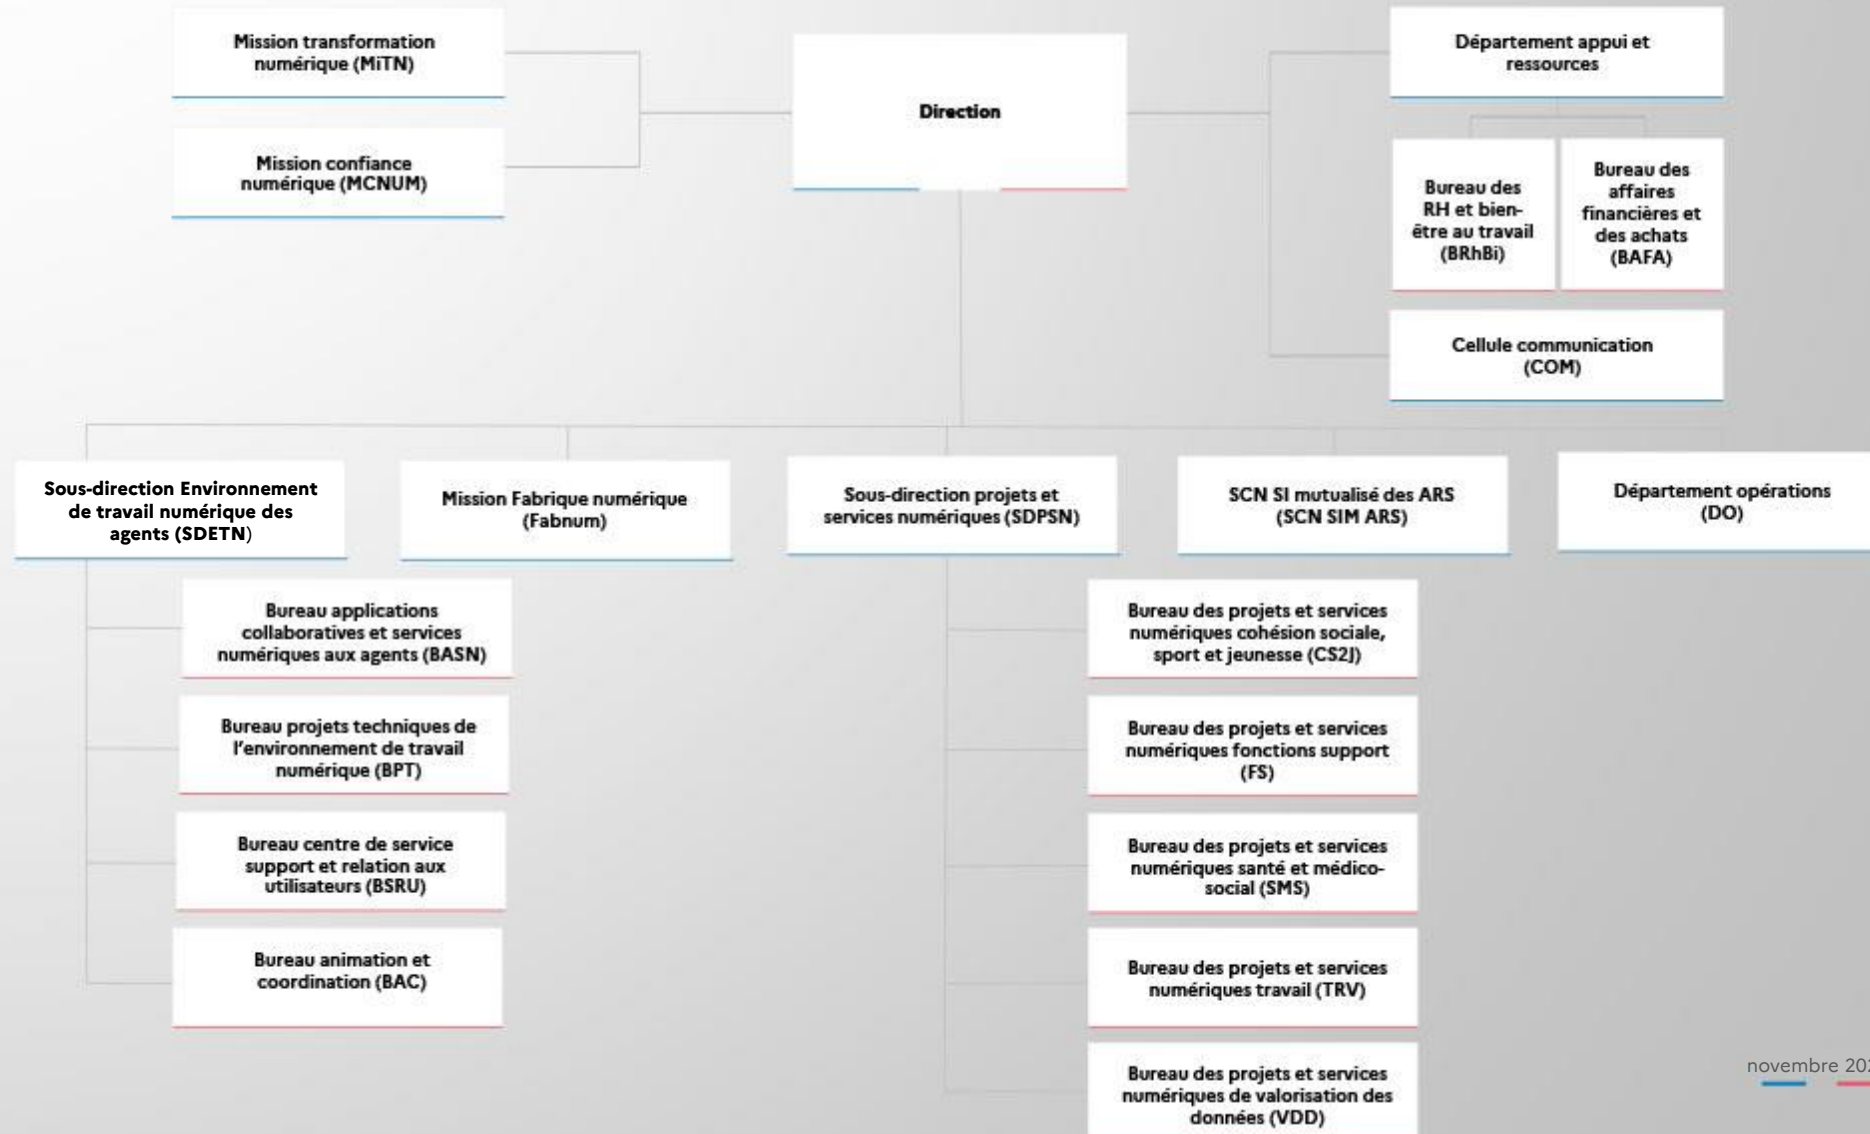 Mission transformation
numérique (MiTN)
Mission confiance
numérique (MCNUM)
Direction
Département appui et
ressources
Bureau des
RH et bien-
être au travail
(BRhBi)
Bureau des
affaires
financières et
des achats
(BAFA)
Cellule communication
(COM)
Sous-direction Environnement
de travail numérique des
agents (SDETN)
Mission Fabrique numérique
(Fabnum)
Sous-direction projets et
services numériques (SDPSN)
SCN SI mutualisé des ARS
(SCN SIM ARS)
Département opérations
(DO)
Bureau applications
collaboratives et services
numériques aux agents (BASN)
Bureau projets techniques de
l'environnement de travail
numérique (BPT)
Bureau centre de service
support et relation aux
utilisateurs (BSRU)
Bureau animation et
coordination (BAC)
Bureau des projets et services
numériques cohésion sociale,
sport et jeunesse (CS2J)
Bureau des projets et services
numériques fonctions support
(FS)
Bureau des projets et services
numériques santé et médico-
social (SMS)
Bureau des projets et services
numériques travail (TRV)
Bureau des projets et services
numériques de valorisation des
données (VDD)
novembre